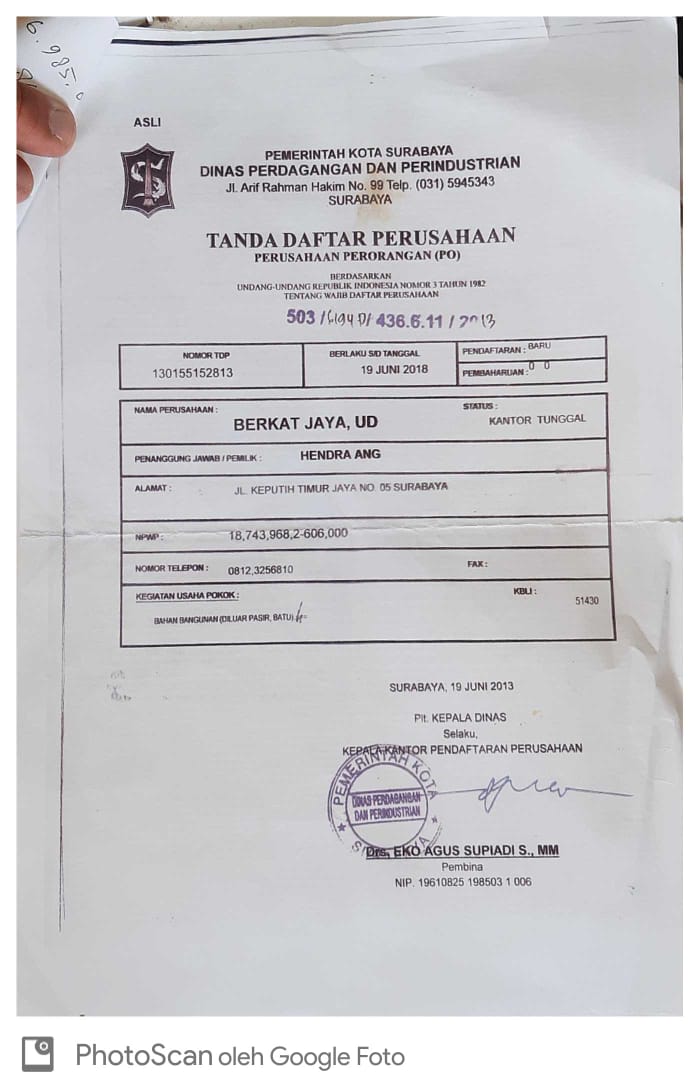 6.985.
ASLI
PEMERINTAH KOTA SURABAYA
DINAS PERDAGANGAN DAN PERINDUSTRIAN
Jl. Arif Rahman Hakim No. 99 Telp. (031) 5945343
SURABAYA
TANDA DAFTAR PERUSAHAAN
PERUSAHAAN PERORANGAN (PO)
BERDASARKAN
UNDANG-UNDANG REPUBLIK INDONESIA NOMOR 3 TAHUN 1982
TENTANG WAJIB DAFTAR PERUSAHAAN
503 / / 436.6.11 / 2013
NOMOR TDP
130155152813
BERLAKU S/D TANGGAL
19 JUNI 2018
PENDAFTARAN : BARU
PEMBAHARUAN : 0 0
NAMA PERUSAHAAN :
BERKAT JAYA, UD
STATUS :
KANTOR TUNGGAL
PENANGGUNG JAWAB / PEMILIK : HENDRA ANG
ALAMAT : JL. KEPUTIH TIMUR JAYA NO. 05 SURABAYA
NPWP : 18,743,968,2-606,000
NOMOR TELEPON : 0812,3256810 FAX :
KEGIATAN USAHA POKOK : KBLI :
51430
BAHAN BANGUNAN (DILUAR PASIR, BATU)
SURABAYA, 19 JUNI 2013
Plt. KEPALA DINAS
Selaku,
KEPALA KANTOR PENDAFTARAN PERUSAHAAN
PEMERINTAH KOTA
DINAS PERDAGANGAN
DAN PERINDUSTRIAN
Drs. EKO AGUS SUPIADI S., MM
Pembina
NIP. 19610825 198503 1 006
PhotoScan oleh Google Foto